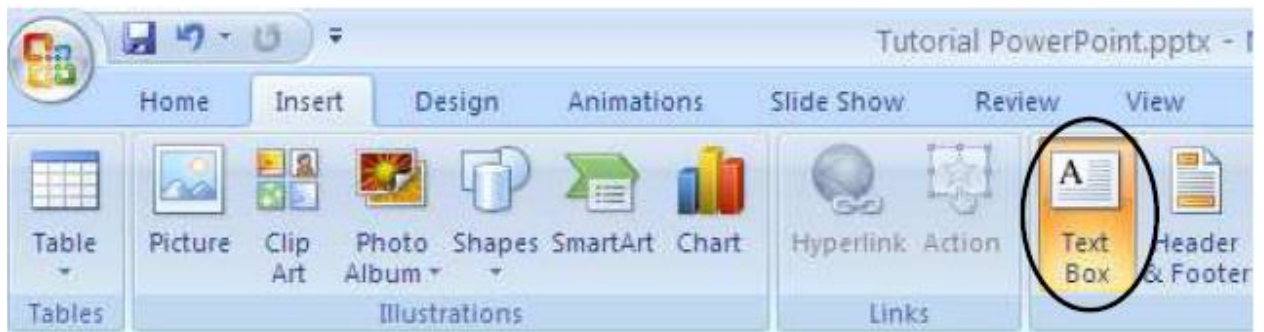 Tutorial PowerPoint.pptx -
Home Insert Design Animations Slide Show Review View
Table Picture Clip Art Photo Album Shapes SmartArt Chart Hyperlink Action A Text Box Header & Footer
Tables Illustrations Links